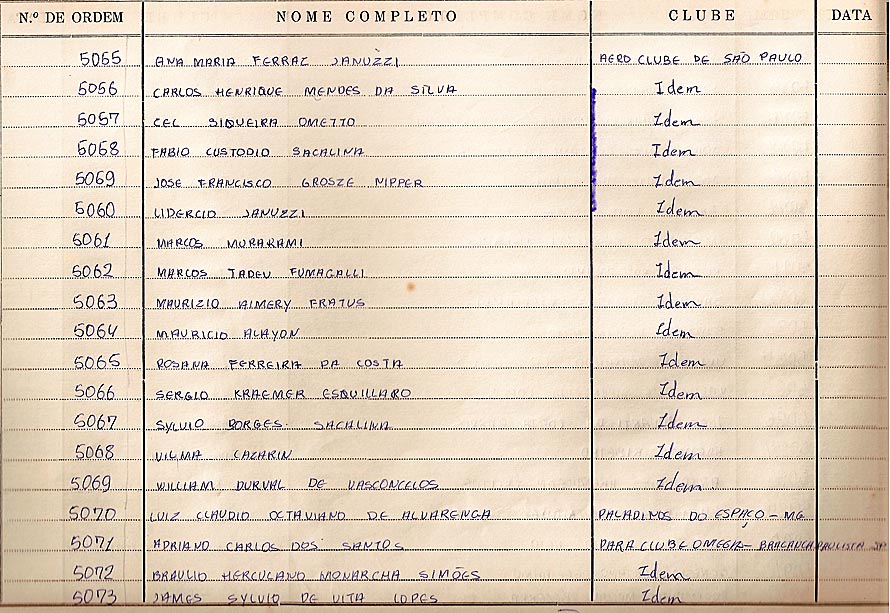 N.º DE ORDEM NOME COMPLETO CLUBE DATA
5055 ANA MARIA FERRAZ JANUZZI AERO CLUBE DE SÃO PAULO
5056 CARLOS HENRIQUE MENDES DA SILVA Idem
5057 CEL SIQUEIRA OMETTO Idem
5058 FABIO CUSTODIO SACALINA Idem
5059 JOSE FRANCISCO GROSZE NIPPER Idem
5060 LIDERCIO JANUZZI Idem
5061 MARCOS MURAKAMI Idem
5062 MARCOS TADEU FUMAGALLI Idem
5063 MAURIZIO AIMERY FRATUS Idem
5064 MAURICIO ALAYON Idem
5065 ROSANA FERREIRA DA COSTA Idem
5066 SERGIO KRAEMER ESQUILLARO Idem
5067 SYLVIO BORGES SACALINA Idem
5068 VILMA CAZARIN Idem
5069 WILLIAM DURVAL DE VASCONCELOS Idem
5070 LUIZ CLAUDIO OCTAVIANO DE ALVARENGA PALADINOS DO ESPAÇO - MG
5071 ADRIANO CARLOS DOS SANTOS PARA CLUBE OMEGA - BRAGANÇA PAULISTA SP
5072 BRAULIO HERCULANO MONARCHA SIMÕES Idem
5073 JAMES SYLVIO DE VITA LOPES Idem